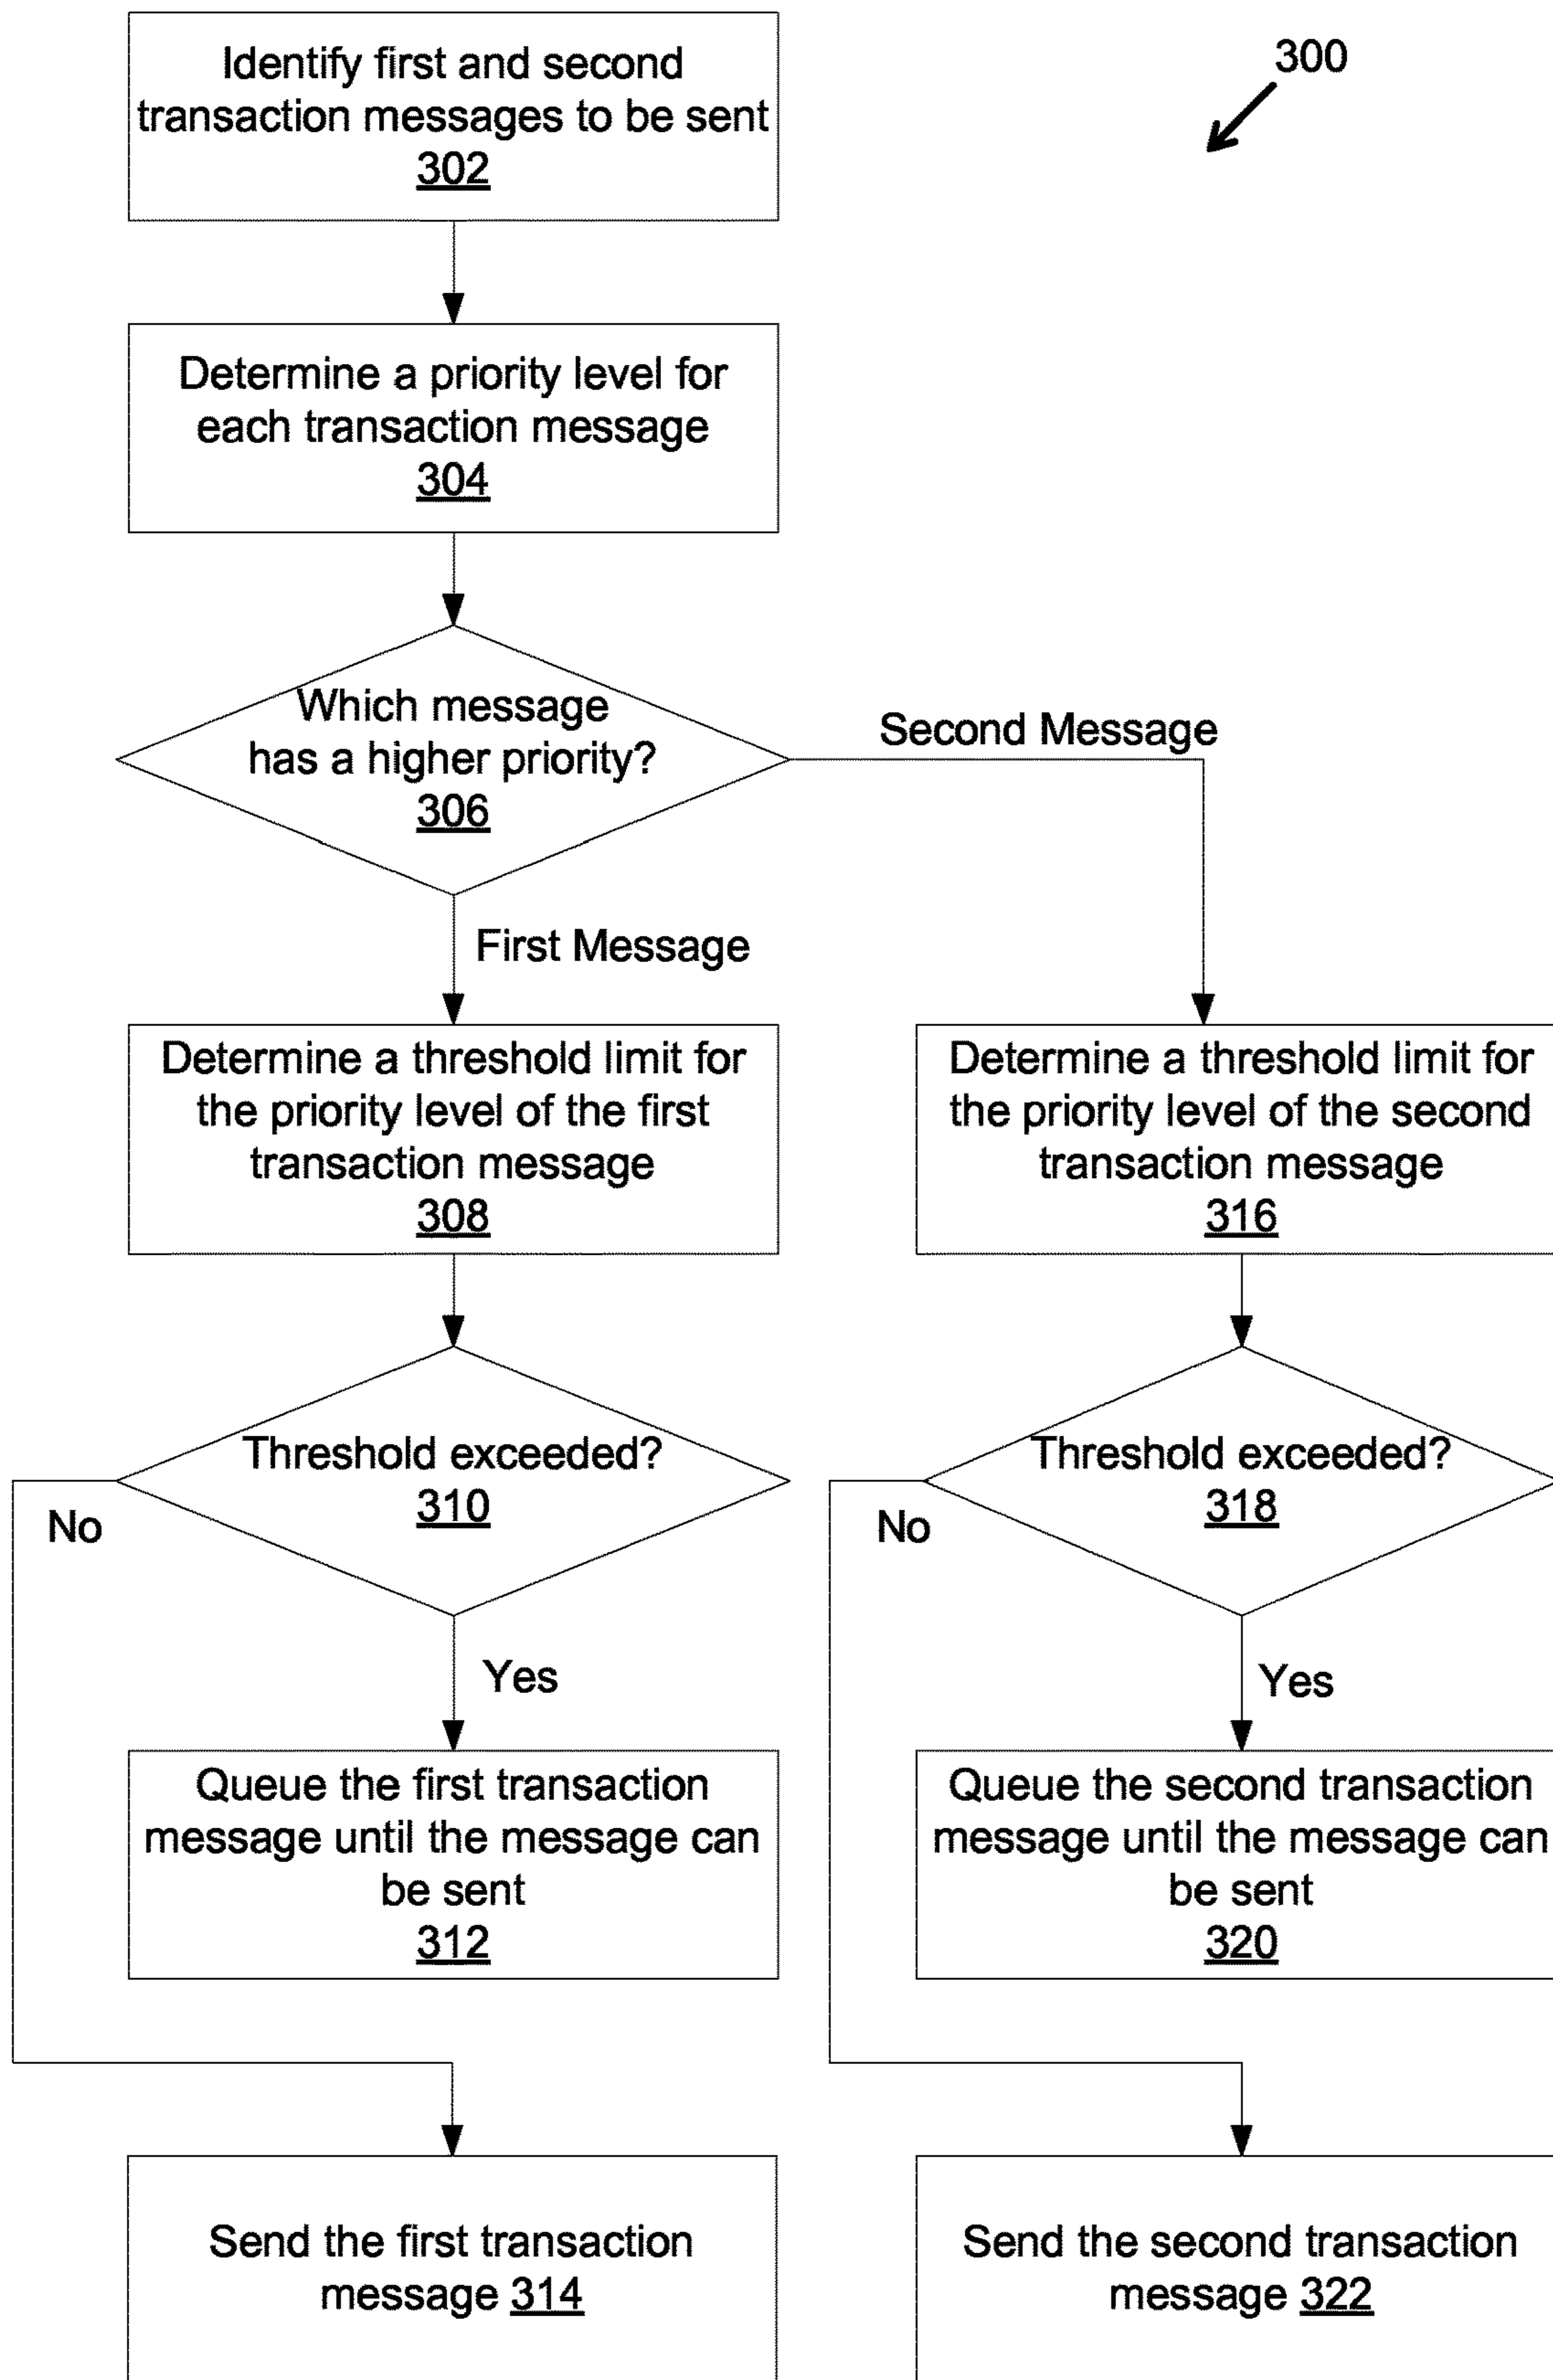 Identify first and second
transaction messages to be sent
302
300
Determine a priority level for
each transaction message
304
Which message
has a higher priority?
306
Second Message
First Message
Determine a threshold limit for
the priority level of the first
transaction message
308
Determine a threshold limit for
the priority level of the second
transaction message
316
Threshold exceeded?
310
No
Yes
Threshold exceeded?
318
No
Yes
Queue the first transaction
message until the message can
be sent
312
Queue the second transaction
message until the message can
be sent
320
Send the first transaction
message 314
Send the second transaction
message 322